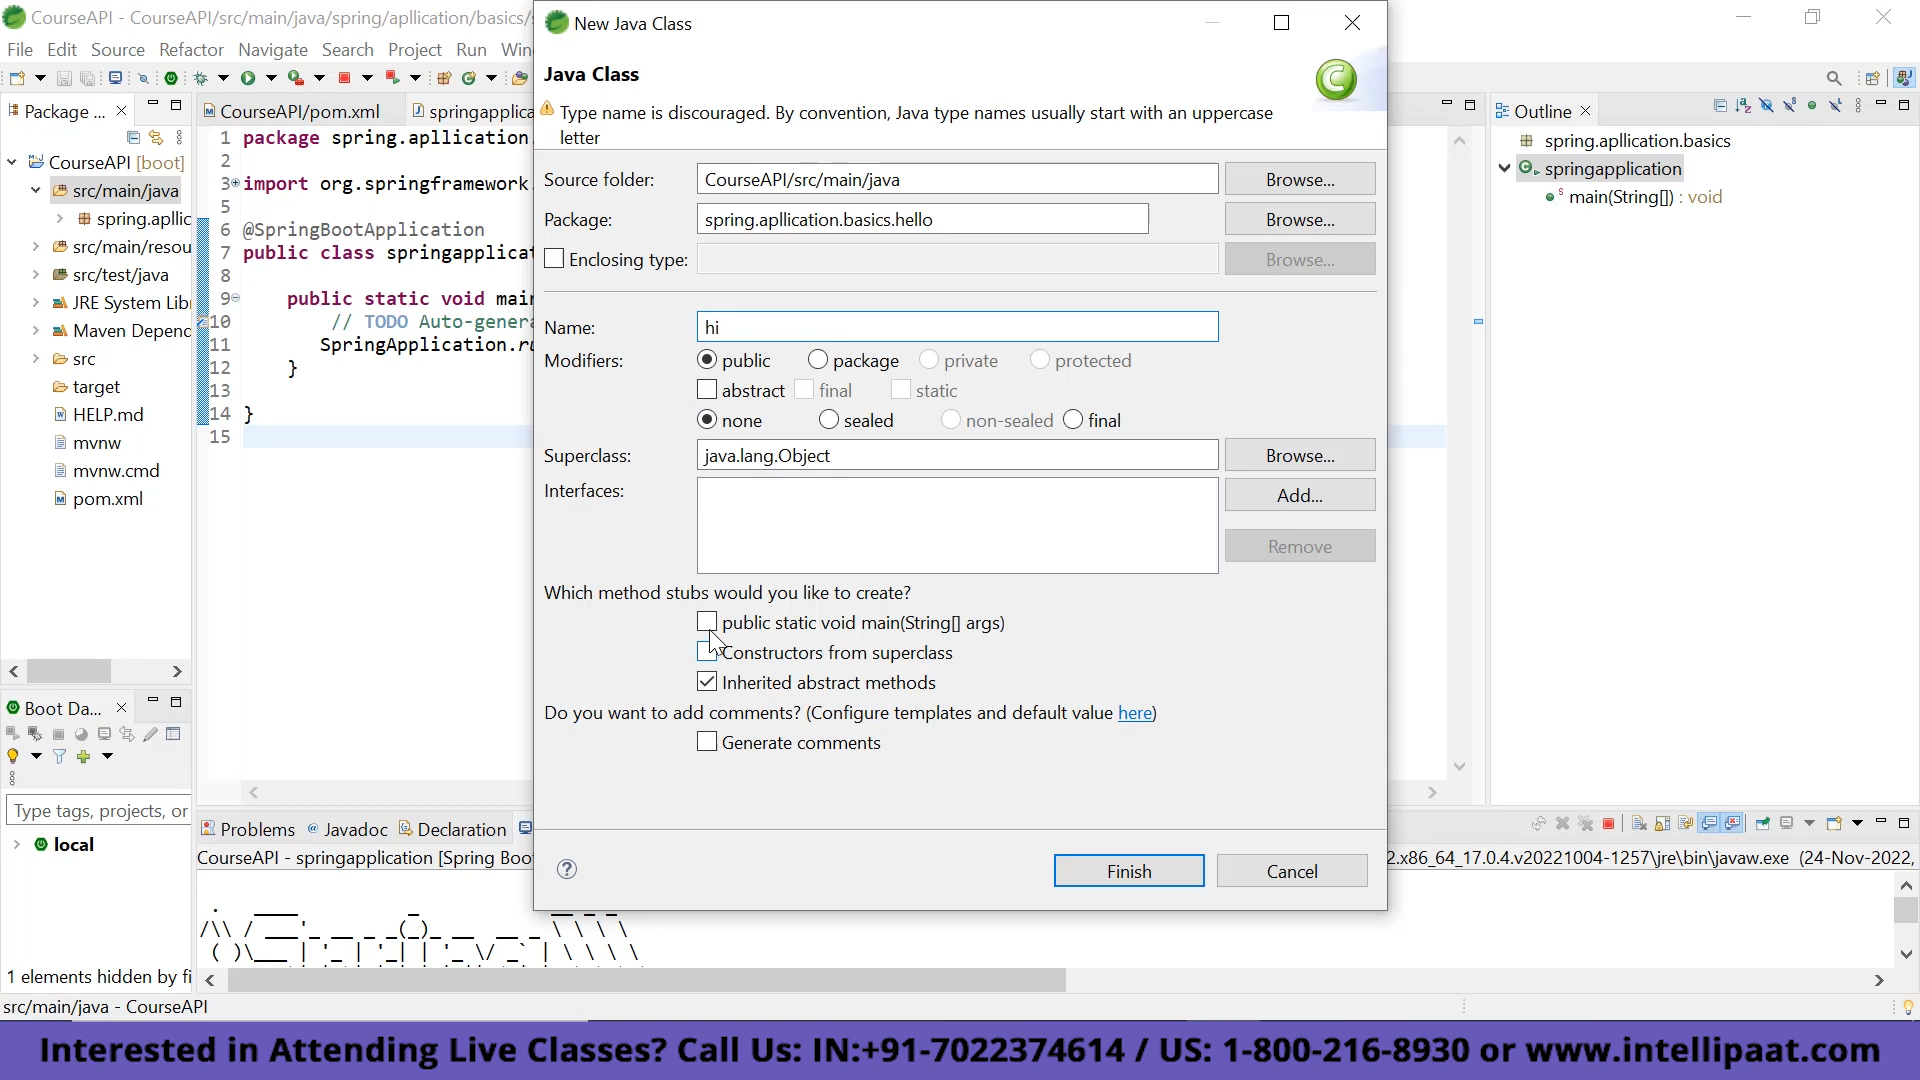 CourseAPI - CourseAPI/src/main/java/spring/apllication/basics/
File Edit Source Refactor Navigate Search Project Run
Package ...
CourseAPI [boot]
src/main/java
spring.apllic
src/main/resou
src/test/java
JRE System Lib
Maven Depend
src
target
HELP.md
mvnw
mvnw.cmd
pom.xml
Boot Da...
Type tags, projects, or
local
1 elements hidden by fi
CourseAPI/pom.xml
springapplica
1 package spring.apllication.
2
3 import org.springframework.
5
6 @SpringBootApplication
7 public class springapplicat
8
9 public static void main
10 // TODO Auto-genera
11 SpringApplication.ru
12 }
13
14 }
15
New Java Class
Java Class
Type name is discouraged. By convention, Java type names usually start with an uppercase
letter
Source folder: CourseAPI/src/main/java Browse...
Package: spring.apllication.basics.hello Browse...
Enclosing type: Browse...
Name: hi
Modifiers: public package private protected
abstract final static
none sealed non-sealed final
Superclass: java.lang.Object Browse...
Interfaces: Add...
Remove
Which method stubs would you like to create?
public static void main(String[] args)
Constructors from superclass
Inherited abstract methods
Do you want to add comments? (Configure templates and default value here)
Generate comments
Finish Cancel
Outline
spring.apllication.basics
springapplication
main(String[]) : void
Problems Javadoc Declaration
CourseAPI - springapplication [Spring Boo
2.x86_64_17.0.4.v20221004-1257\jre\bin\javaw.exe (24-Nov-2022,
src/main/java - CourseAPI
Interested in Attending Live Classes? Call Us: IN:+91-7022374614 / US: 1-800-216-8930 or www.intellipaat.com